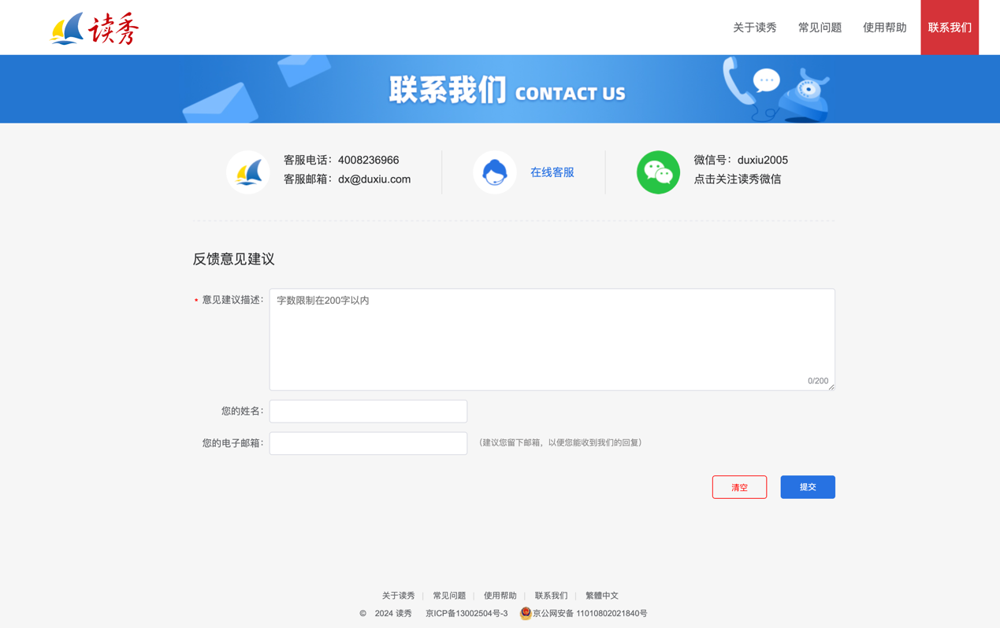 读秀
关于读秀 常见问题 使用帮助 联系我们
联系我们 CONTACT US
客服电话：4008236966
客服邮箱：dx@duxiu.com
在线客服
微信号：duxiu2005
点击关注读秀微信
反馈意见建议
* 意见建议描述：
字数限制在200字以内
0/200
您的姓名：
您的电子邮箱：
（建议您留下邮箱，以便您能收到我们的回复）
清空 提交
关于读秀 | 常见问题 | 使用帮助 | 联系我们 | 繁體中文
© 2024 读秀 京ICP备13002504号-3 京公网安备 11010802021840号